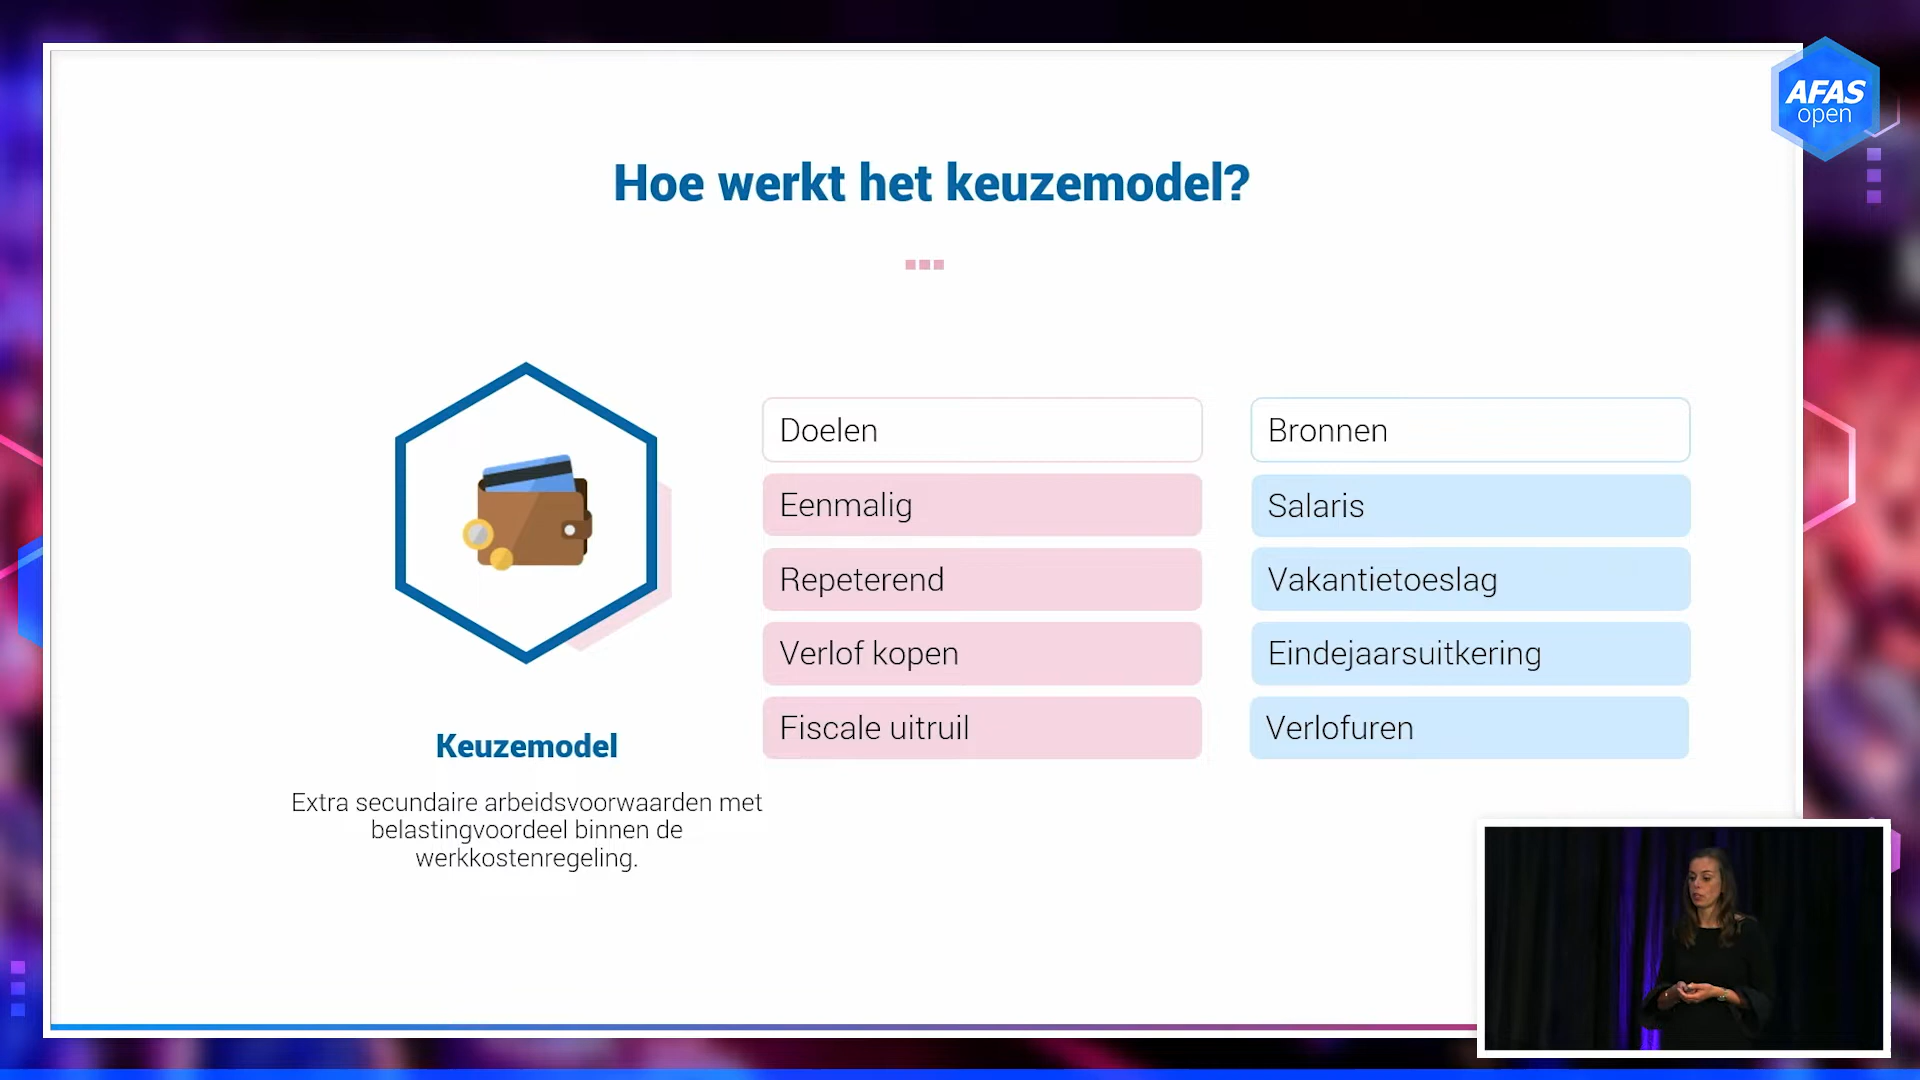 AFAS
open
Hoe werkt het keuzemodel?
Doelen
Eenmalig
Repeterend
Verlof kopen
Fiscale uitruil
Bronnen
Salaris
Vakantietoeslag
Eindejaarsuitkering
Verlofuren
Keuzemodel
Extra secundaire arbeidsvoorwaarden met
belastingvoordeel binnen de
werkkostenregeling.